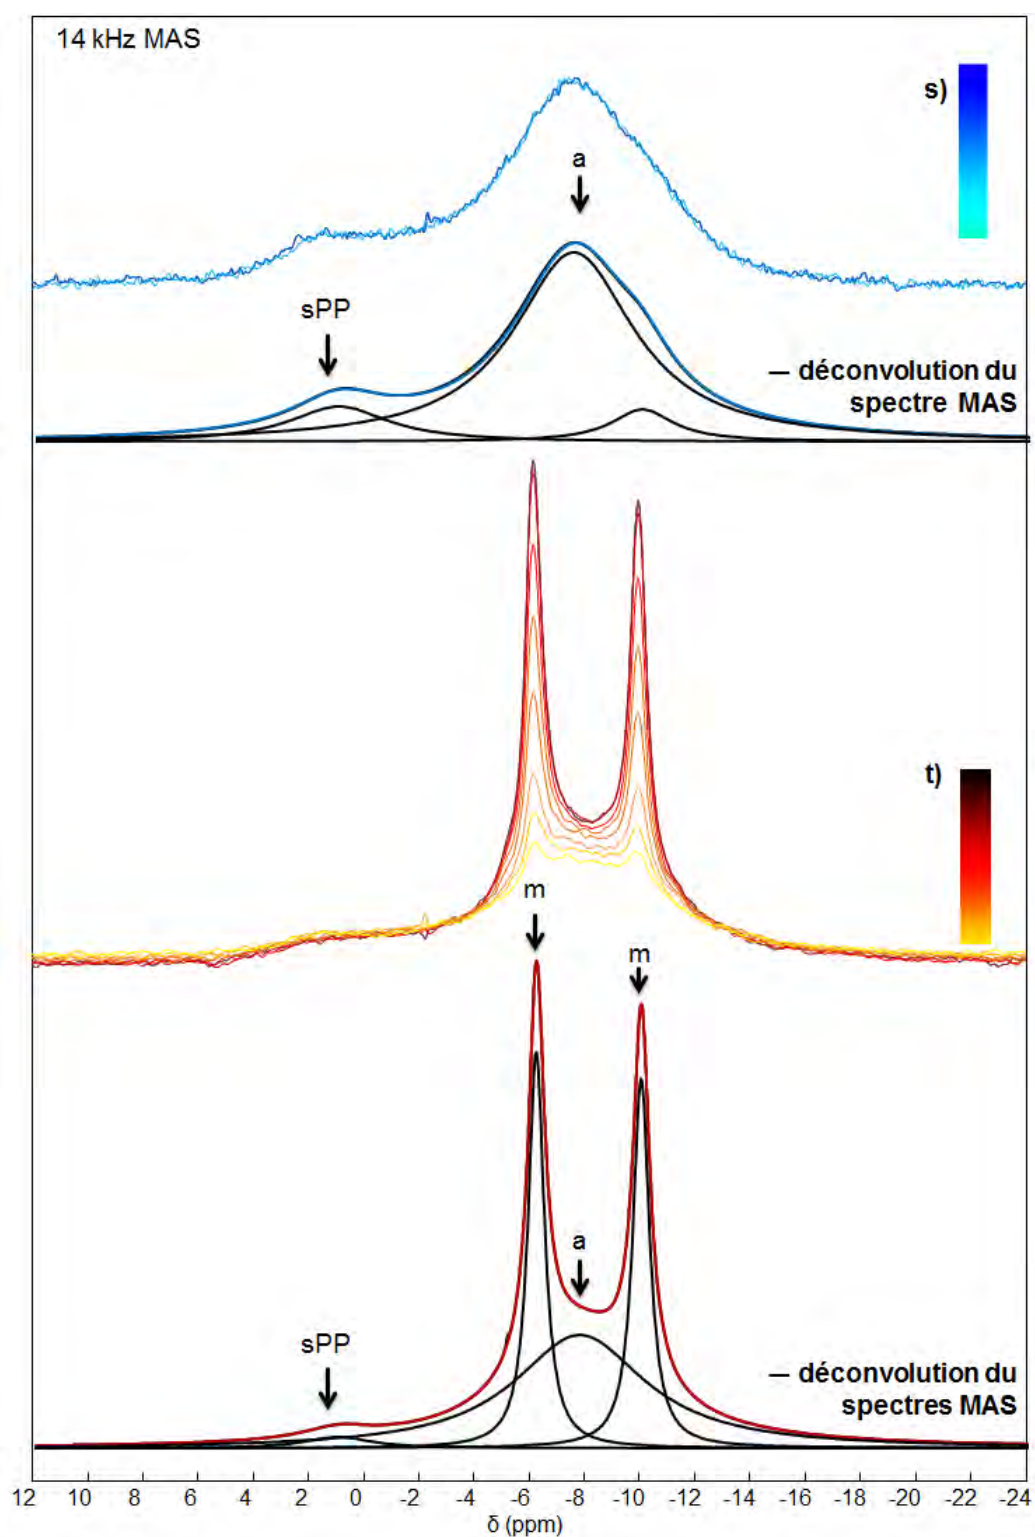 14 kHz MAS
s)
a
sPP
— déconvolution du
spectre MAS
t)
m
m
a
sPP
— déconvolution du
spectres MAS
12 10 8 6 4 2 0 -2 -4 -6 -8 -10 -12 -14 -16 -18 -20 -22 -24
δ (ppm)